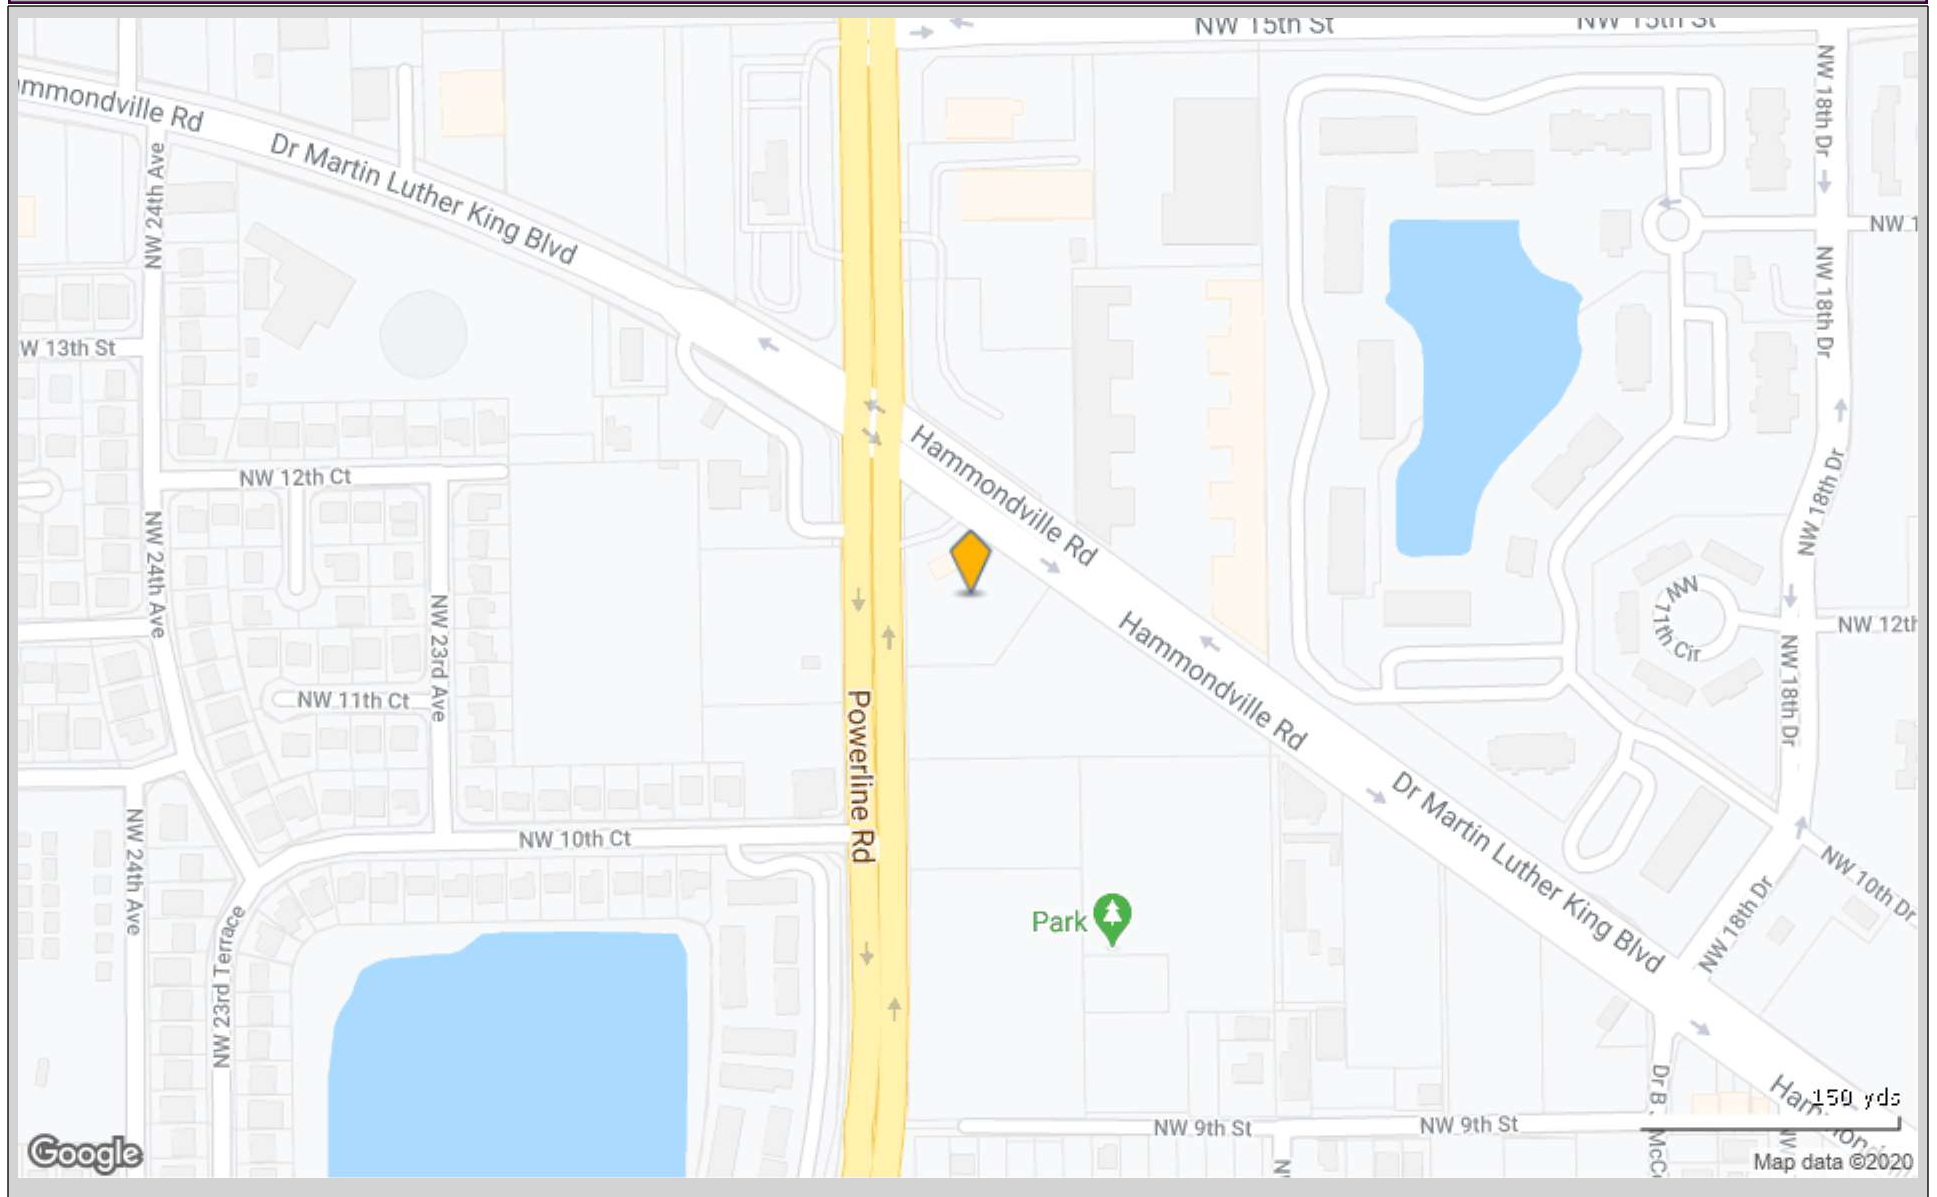 NW 15th St
NW 15th St
NW 18th Dr
ammondville Rd
Dr Martin Luther King Blvd
NW 24th Ave
NW 1
NW 18th Dr
W 13th St
Hammondville Rd
NW 12th Ct
NW 18th Dr
NW 24th Ave
NW 23rd Ave
NW
11th Cir
NW 12th
Hammondville Rd
NW 18th Dr
NW 11th Ct
Powerline Rd
Dr Martin Luther King Blvd
NW 24th Ave
NW 10th Ct
NW 10th Dr
NW 18th Dr
Park
NW 23rd Terrace
Dr B. McC
150 yds
NW 9th St
NW 9th St
Google
N
NW
Map data ©2020